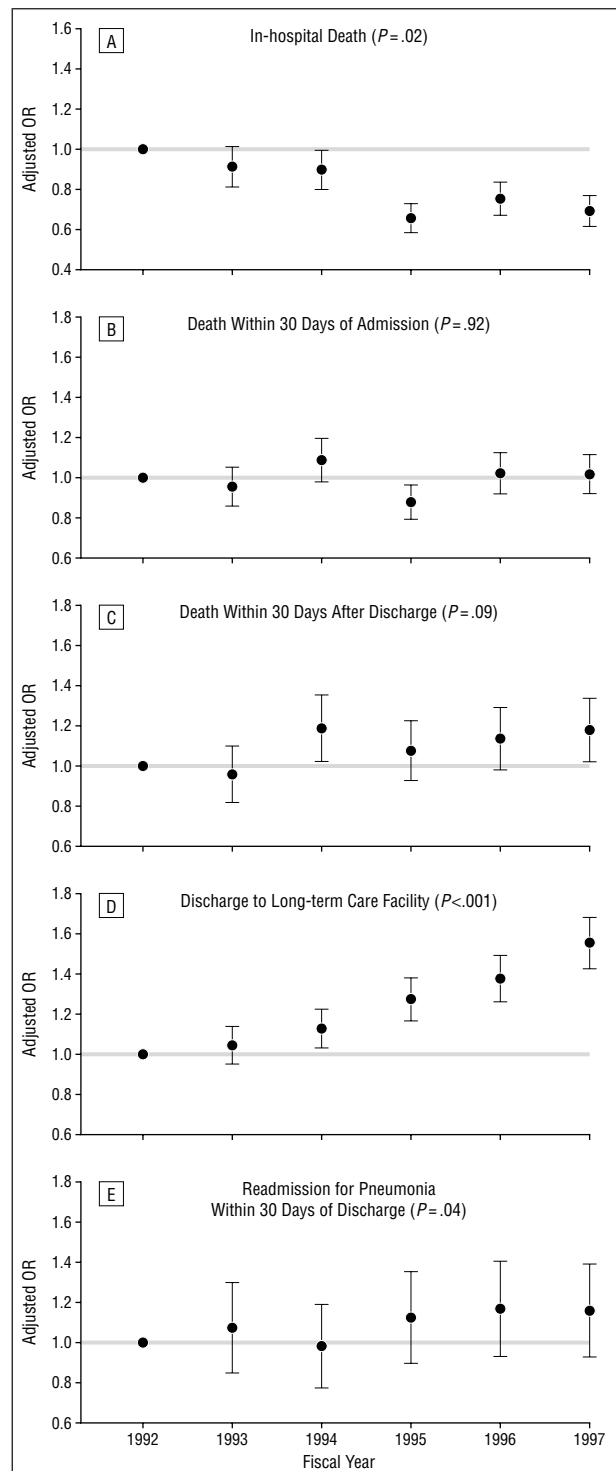 A
In-hospital Death (P=.02)
1.6
1.4
1.2
1.0
0.8
0.6
0.4
Adjusted OR
B
Death Within 30 Days of Admission (P=.92)
1.8
1.6
1.4
1.2
1.0
0.8
0.6
Adjusted OR
C
Death Within 30 Days After Discharge (P=.09)
1.8
1.6
1.4
1.2
1.0
0.8
0.6
Adjusted OR
D
Discharge to Long-term Care Facility (P<.001)
1.8
1.6
1.4
1.2
1.0
0.8
0.6
Adjusted OR
E
Readmission for Pneumonia
Within 30 Days of Discharge (P=.04)
1.8
1.6
1.4
1.2
1.0
0.8
0.6
Adjusted OR
1992 1993 1994 1995 1996 1997
Fiscal Year